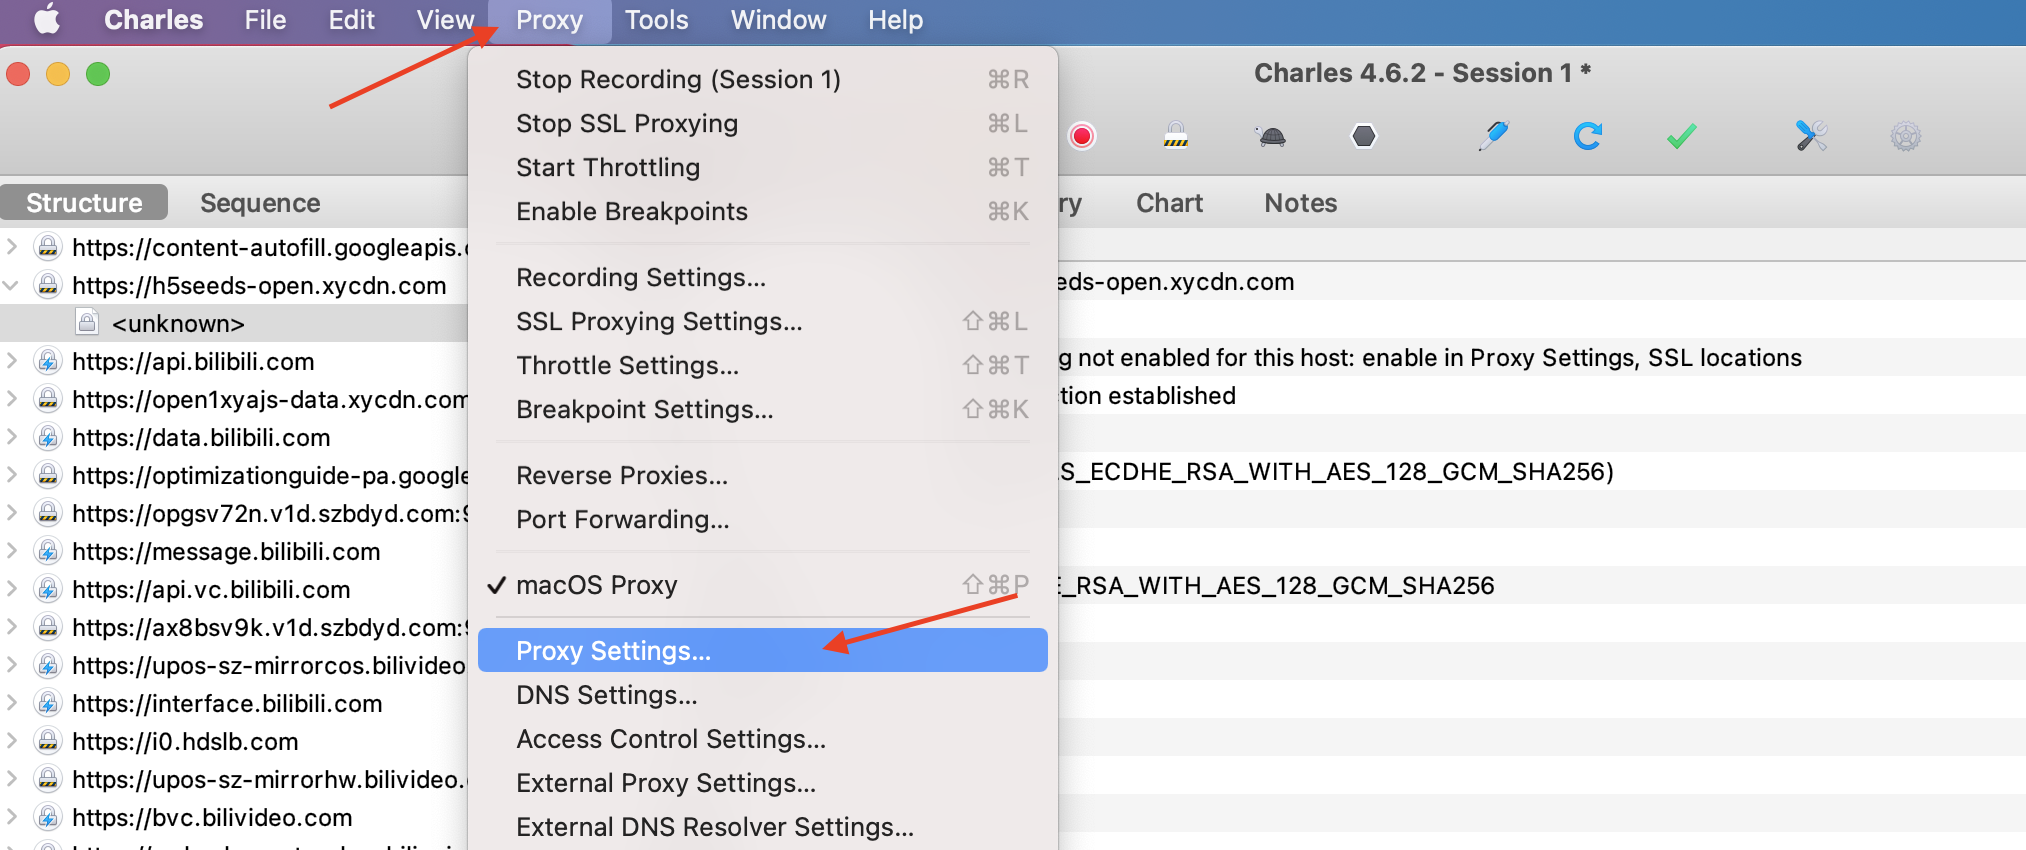 Charles File Edit View Proxy Tools Window Help
Charles 4.6.2 - Session 1 *
Stop Recording (Session 1) ⌘R
Stop SSL Proxying ⌘L
Start Throttling ⌘T
Enable Breakpoints ⌘K
Recording Settings...
SSL Proxying Settings... ⇧⌘L
Throttle Settings... ⇧⌘T
Breakpoint Settings... ⇧⌘K
Reverse Proxies...
Port Forwarding...
✓ macOS Proxy ⇧⌘P
Proxy Settings...
DNS Settings...
Access Control Settings...
External Proxy Settings...
External DNS Resolver Settings...
Structure Sequence
https://content-autofill.googleapis.
https://h5seeds-open.xycdn.com
<unknown>
https://api.bilibili.com
https://open1xyajs-data.xycdn.com
https://data.bilibili.com
https://optimizationguide-pa.google
https://opgsv72n.v1d.szbdyd.com:
https://message.bilibili.com
https://api.vc.bilibili.com
https://ax8bsv9k.v1d.szbdyd.com:
https://upos-sz-mirrorcos.bilivideo
https://interface.bilibili.com
https://i0.hdslb.com
https://upos-sz-mirrorhw.bilivideo.
https://bvc.bilivideo.com
ry Chart Notes
eds-open.xycdn.com
g not enabled for this host: enable in Proxy Settings, SSL locations
tion established
S_ECDHE_RSA_WITH_AES_128_GCM_SHA256)
E_RSA_WITH_AES_128_GCM_SHA256